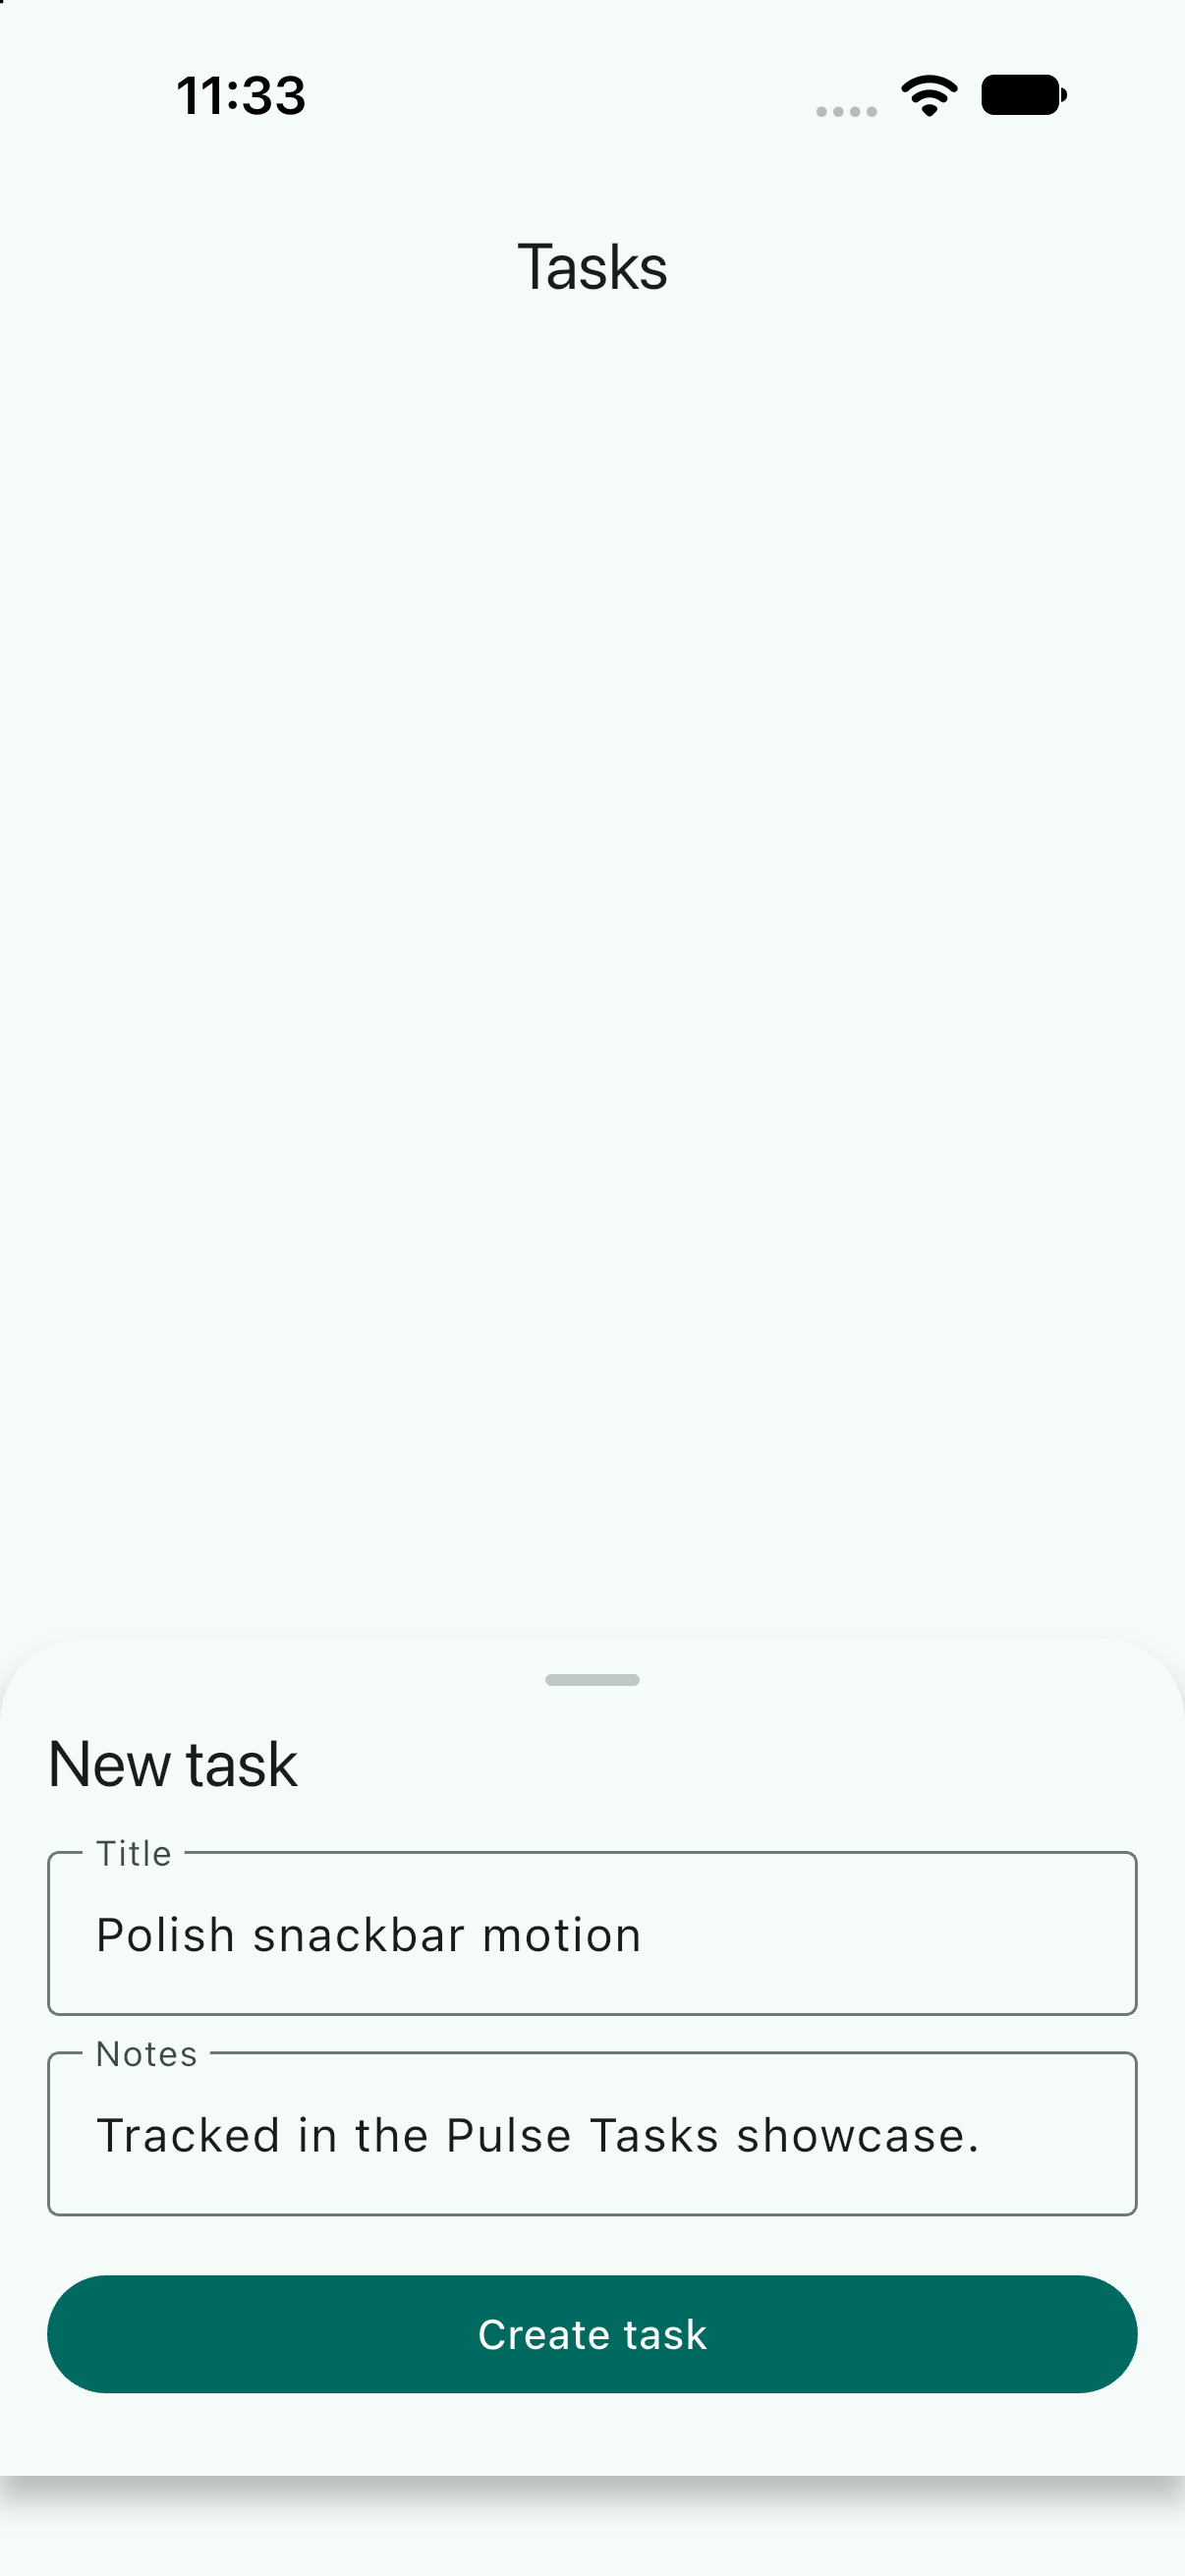 11:33
Tasks
New task
Title
Polish snackbar motion
Notes
Tracked in the Pulse Tasks showcase.
Create task